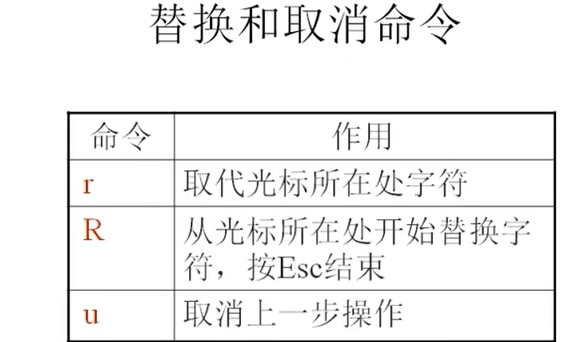 替换和取消命令
命令 作用
r 取代光标所在处字符
R 从光标所在处开始替换字
符，按Esc结束
u 取消上一步操作